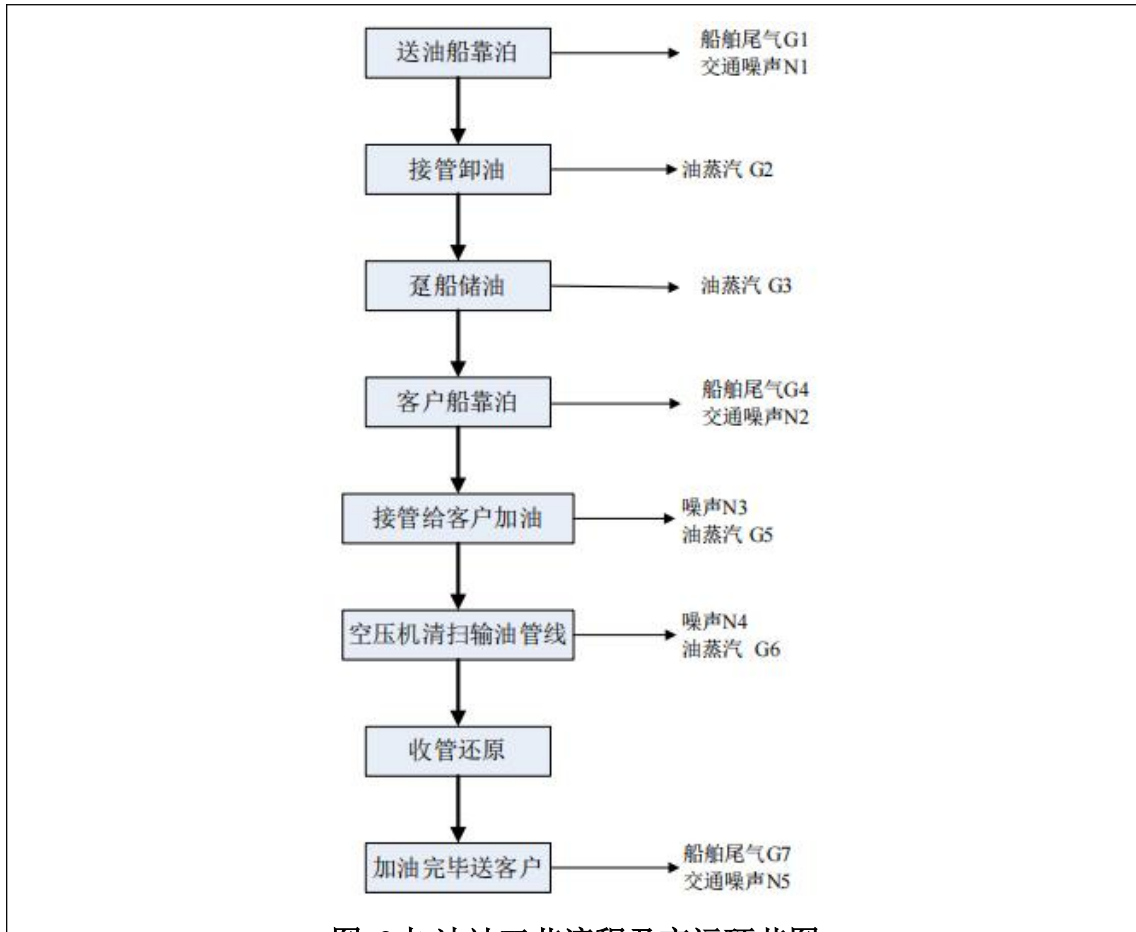 送油船靠泊
船舶尾气G1
交通噪声N1
接管卸油
油蒸汽 G2
趸船储油
油蒸汽 G3
客户船靠泊
船舶尾气G4
交通噪声N2
接管给客户加油
噪声N3
油蒸汽 G5
空压机清扫输油管线
噪声N4
油蒸汽 G6
收管还原
加油完毕送客户
船舶尾气G7
交通噪声N5